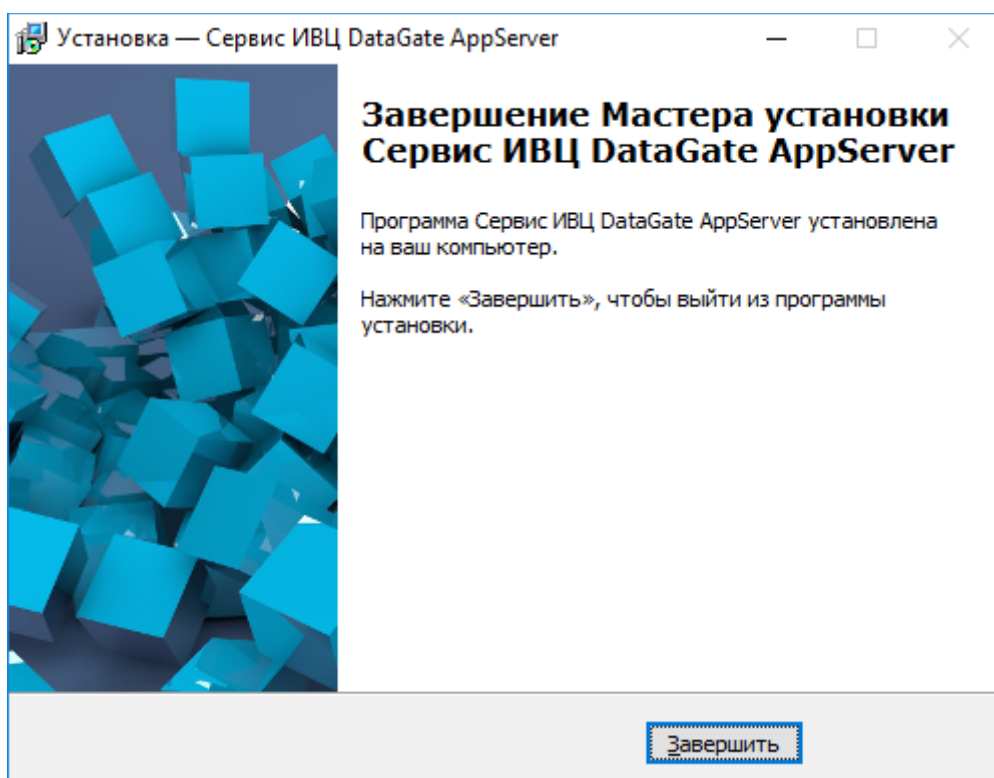 Установка — Сервис ИВЦ DataGate AppServer
Завершение Мастера установки
Сервис ИВЦ DataGate AppServer
Программа Сервис ИВЦ DataGate AppServer установлена
на ваш компьютер.
Нажмите «Завершить», чтобы выйти из программы
установки.
Завершить